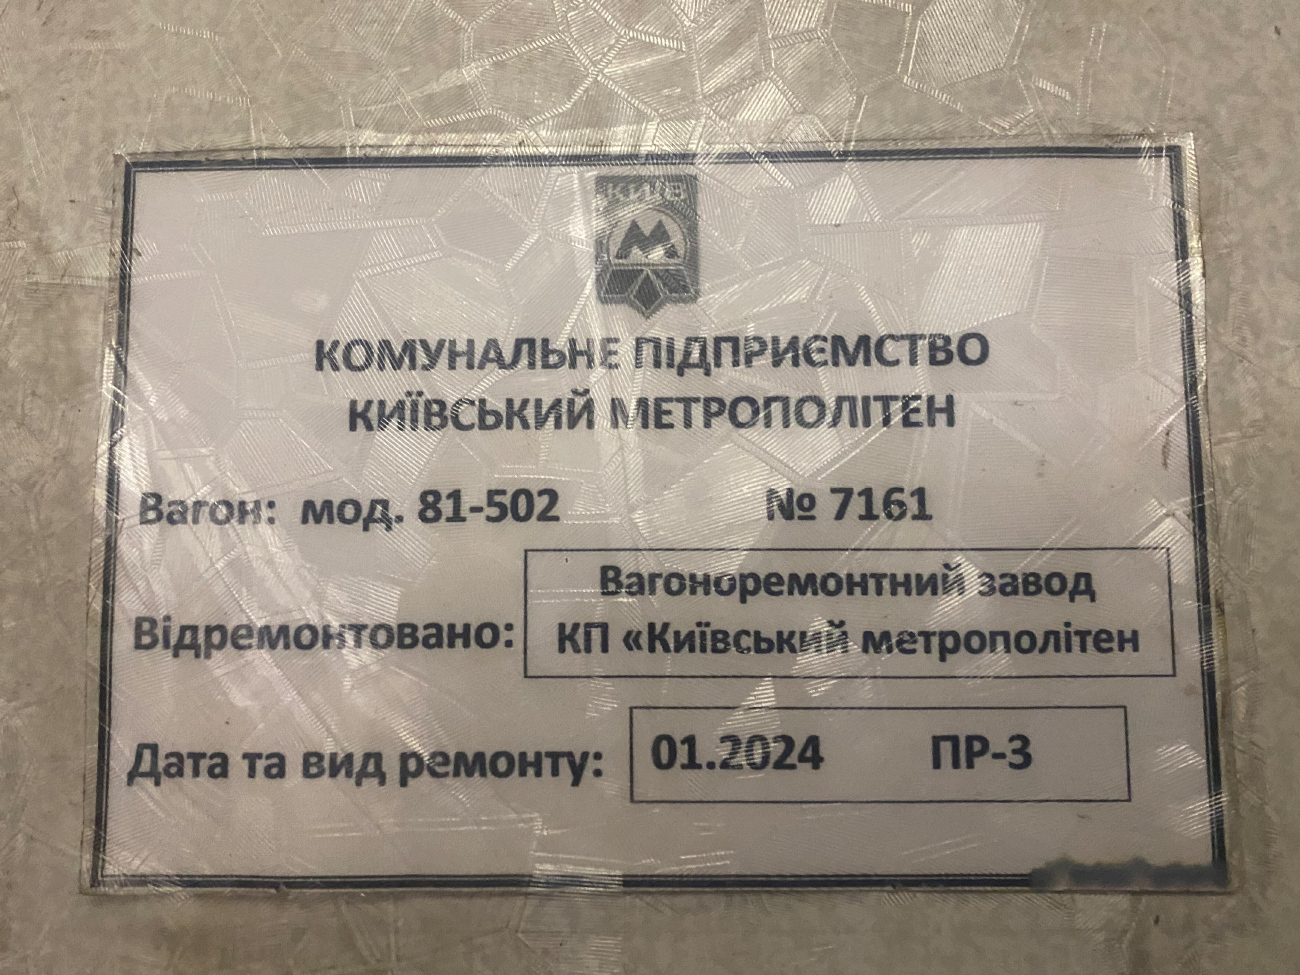 КИЇВ
М
КОМУНАЛЬНЕ ПІДПРИЄМСТВО
КИЇВСЬКИЙ МЕТРОПОЛІТЕН
Вагон: мод. 81-502 № 7161
Відремонтовано: Вагоноремонтний завод
КП «Київський метрополітен
Дата та вид ремонту: 01.2024 ПР-3